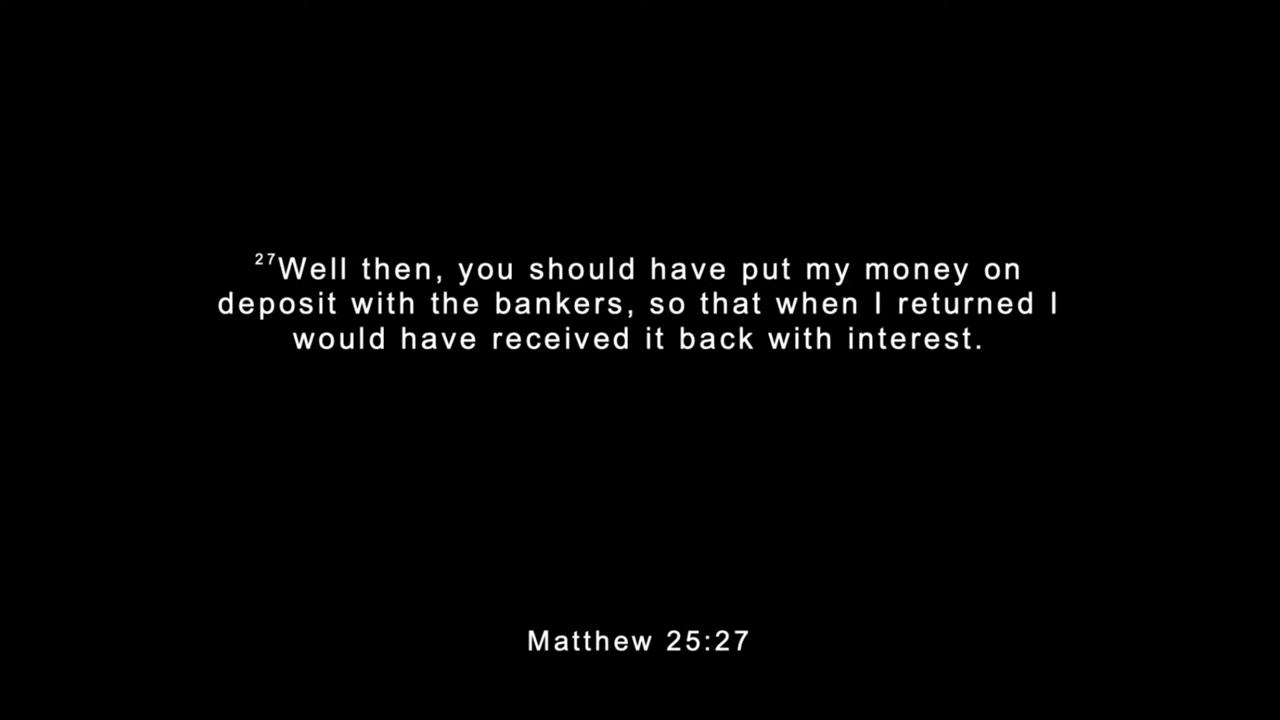 27Well then, you should have put my money on
deposit with the bankers, so that when I returned I
would have received it back with interest.
Matthew 25:27